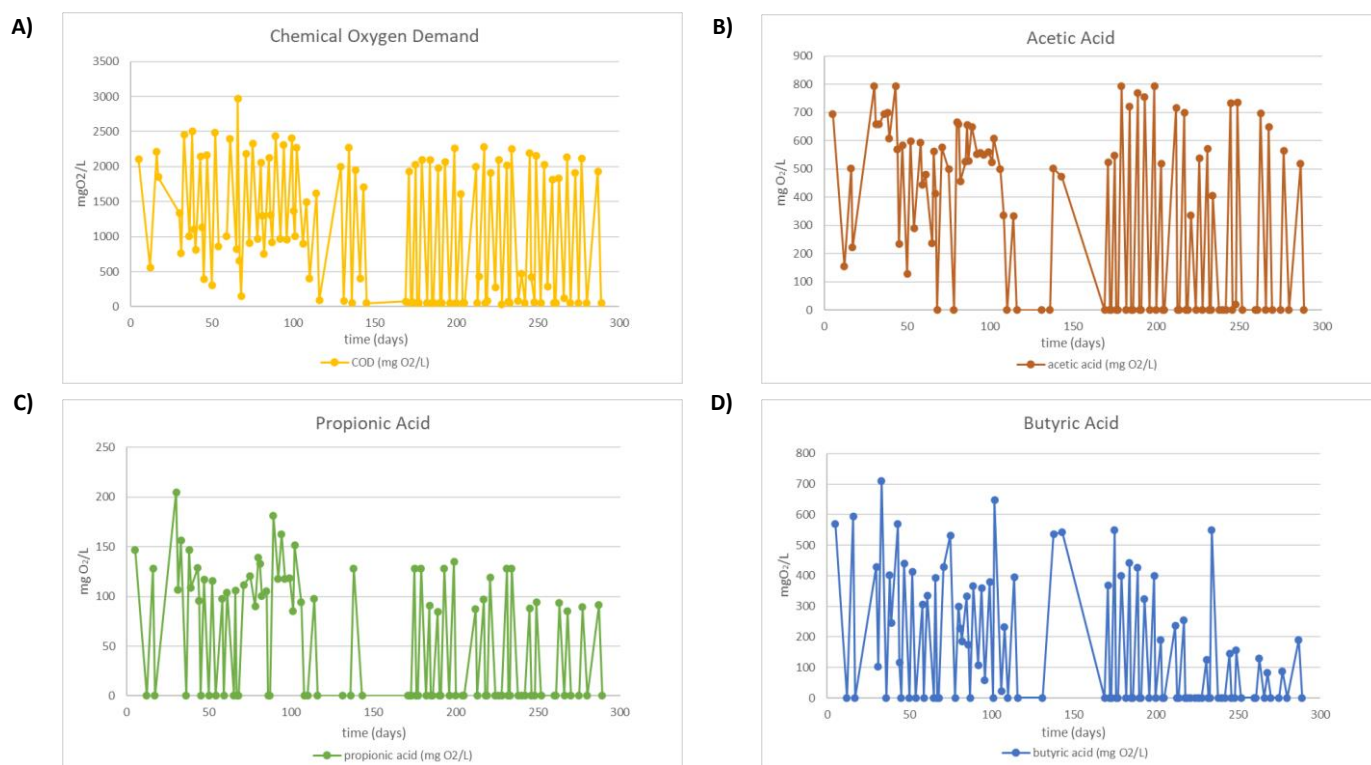 A)
Chemical Oxygen Demand
3500
3000
2500
2000
1500
1000
500
0
mgO2/L
0 50 100 150 200 250 300
time (days)
COD (mg O2/L)
B)
Acetic Acid
900
800
700
600
500
400
300
200
100
0
mg O₂/L
0 50 100 150 200 250 300
time (days)
acetic acid (mg O2/L)
C)
Propionic Acid
250
200
150
100
50
0
mg O₂/L
0 50 100 150 200 250 300
time (days)
propionic acid (mg O2/L)
D)
Butyric Acid
800
700
600
500
400
300
200
100
0
mgO₂/L
0 50 100 150 200 250 300
time (days)
butyric acid (mg O2/L)